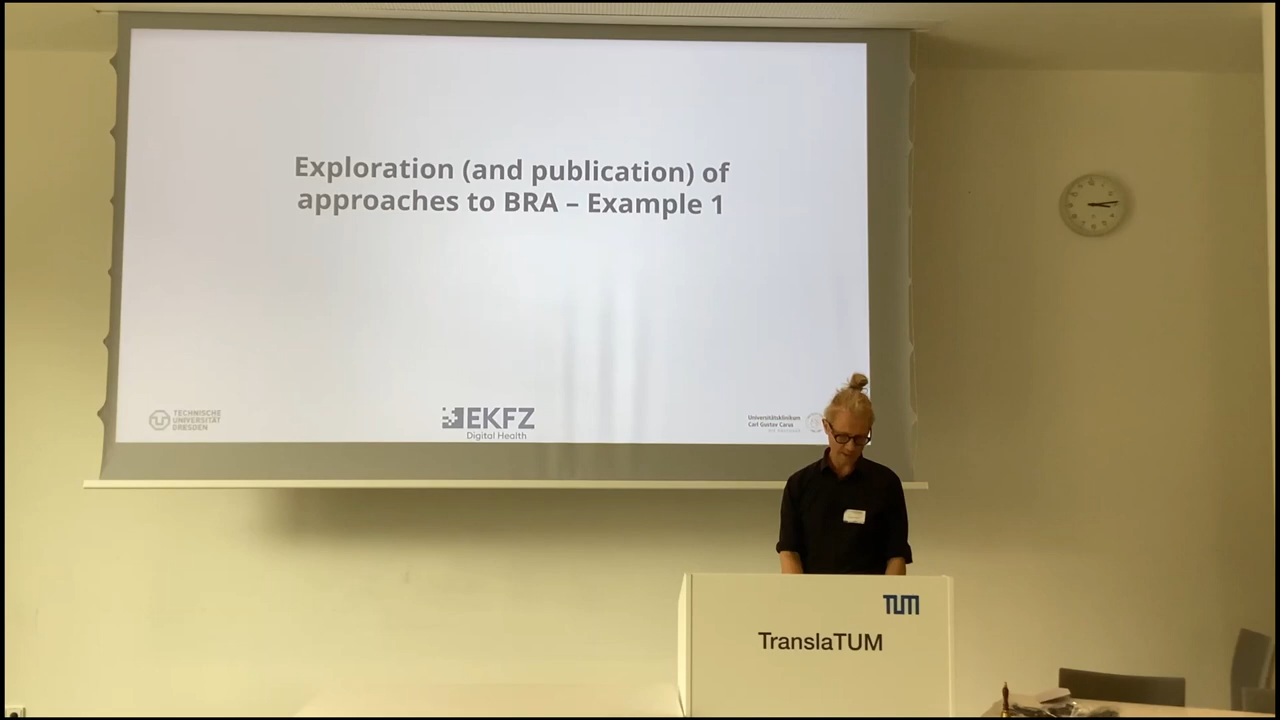 Exploration (and publication) of
approaches to BRA – Example 1
TECHNISCHE
UNIVERSITÄT
DRESDEN
EKFZ
Digital Health
Universitätsklinikum
Carl Gustav Carus
TUM
TranslaTUM